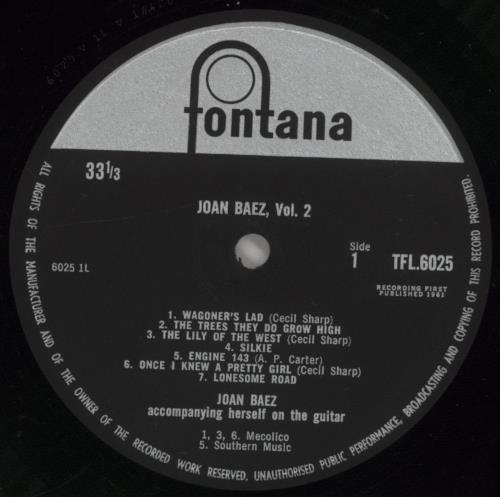 fontana
33 1/3
JOAN BAEZ, Vol. 2
Side
1
TFL.6025
6025 1L
RECORDING FIRST
PUBLISHED 1961
1. WAGONER'S LAD (Cecil Sharp)
2. THE TREES THEY DO GROW HIGH
3. THE LILY OF THE WEST (Cecil Sharp)
4. SILKIE
5. ENGINE 143 (A. P. Carter)
6. ONCE I KNEW A PRETTY GIRL (Cecil Sharp)
7. LONESOME ROAD
JOAN BAEZ
accompanying herself on the guitar
1, 3, 6. Mecolico
5. Southern Music
ALL RIGHTS OF THE MANUFACTURER AND OF THE OWNER OF THE RECORDED WORK RESERVED. UNAUTHORISED PUBLIC PERFORMANCE, BROADCASTING AND COPYING OF THIS RECORD PROHIBITED.